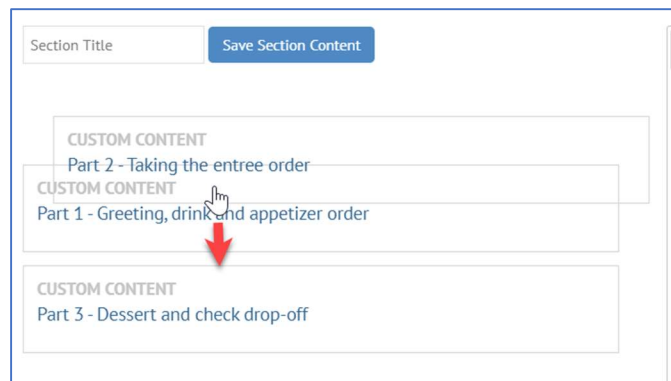 Section Title
Save Section Content
CUSTOM CONTENT
Part 2 - Taking the entree order
CUSTOM CONTENT
Part 1 - Greeting, drink and appetizer order
CUSTOM CONTENT
Part 3 - Dessert and check drop-off